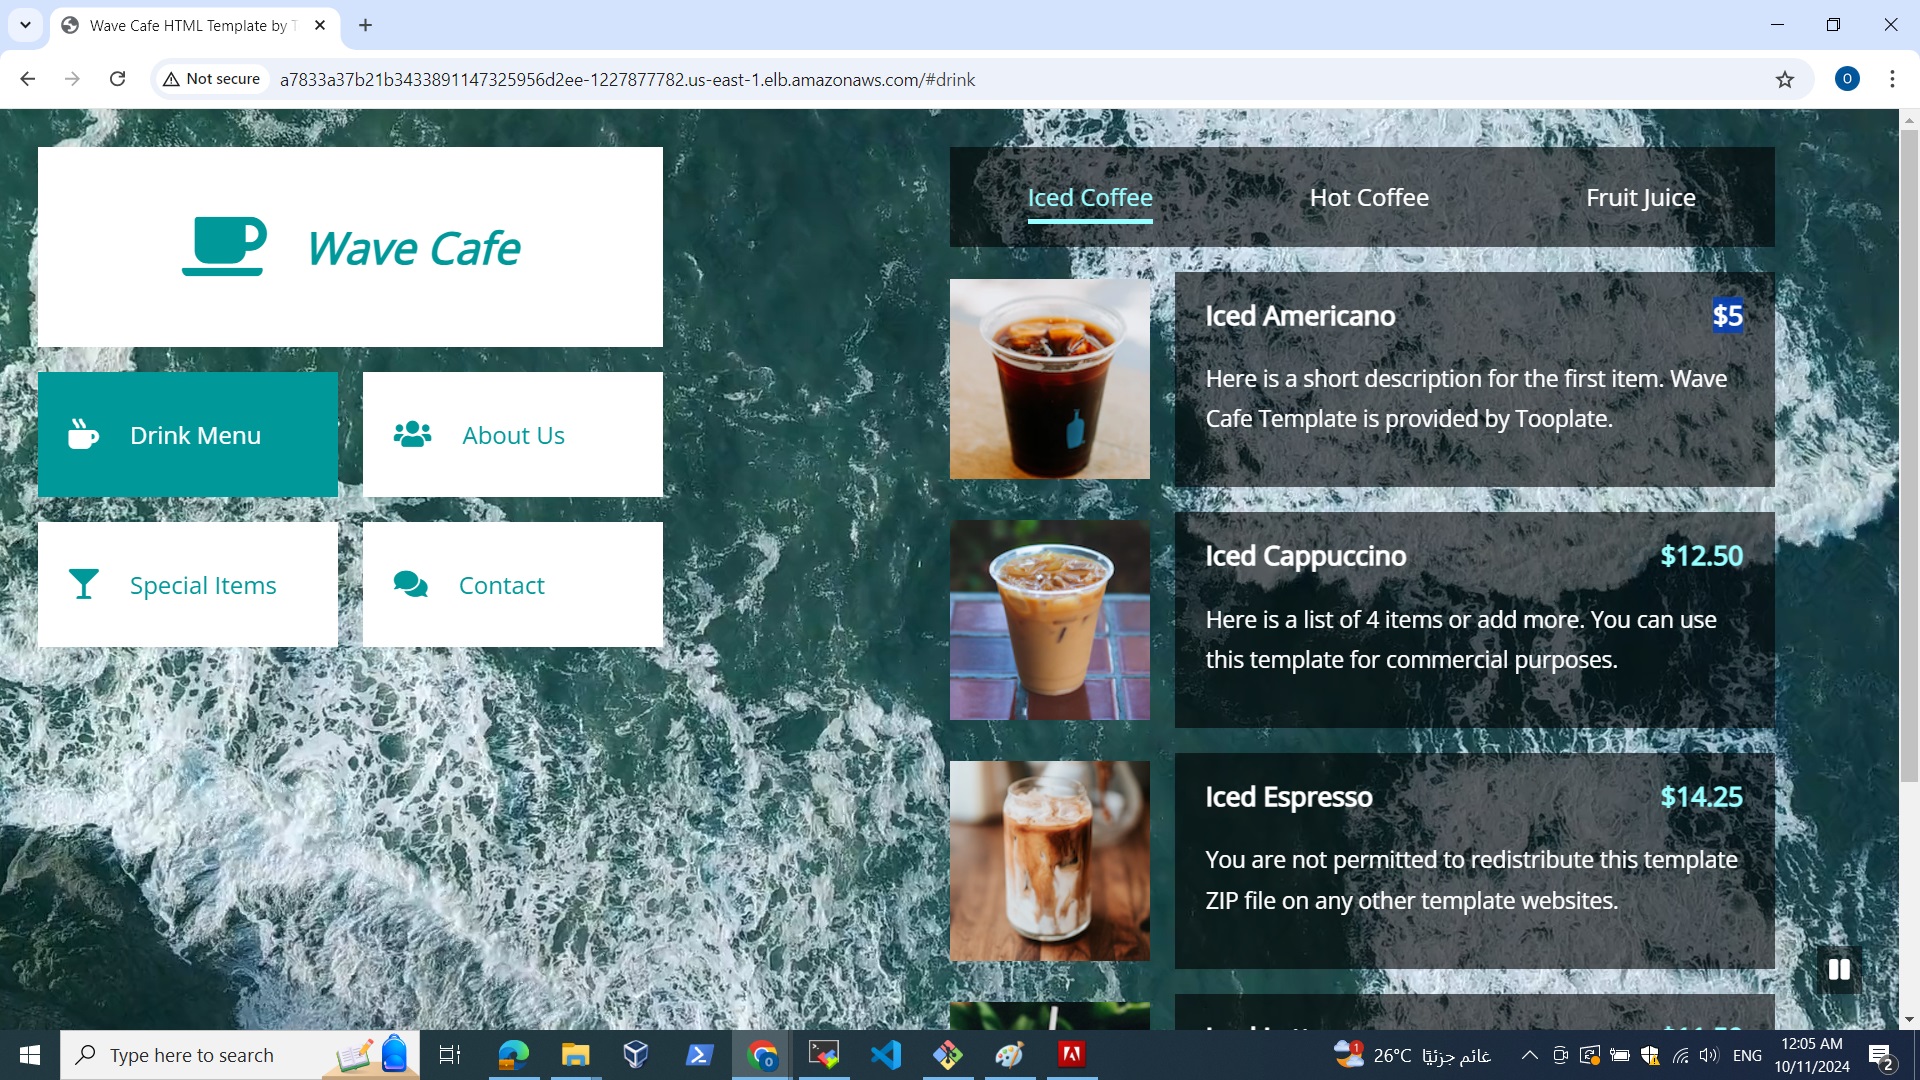 Wave Cafe HTML Template by T
Not secure
a7833a37b21b3433891147325956d2ee-1227877782.us-east-1.elb.amazonaws.com/#drink
O
Wave Cafe
Drink Menu
About Us
Special Items
Contact
Iced Coffee
Hot Coffee
Fruit Juice
Iced Americano
$5
Here is a short description for the first item. Wave
Cafe Template is provided by Tooplate.
Iced Cappuccino
$12.50
Here is a list of 4 items or add more. You can use
this template for commercial purposes.
Iced Espresso
$14.25
You are not permitted to redistribute this template
ZIP file on any other template websites.
Type here to search
1
26°C
غائم جزئيًا
ENG
12:05 AM
10/11/2024
2